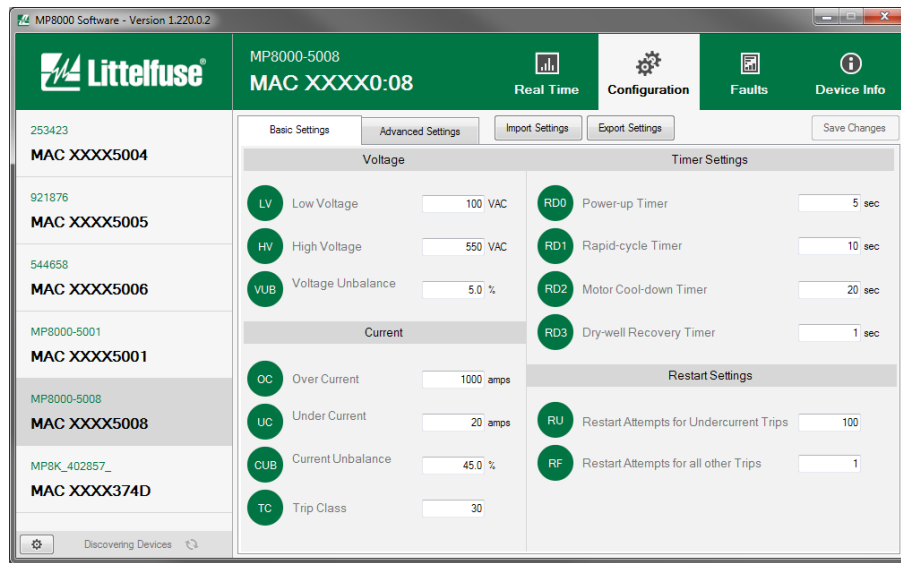 MP8000 Software - Version 1.220.0.2
Littelfuse®
MP8000-5008
MAC XXXX0:08
Real Time
Configuration
Faults
Device Info
253423
MAC XXXX5004
921876
MAC XXXX5005
544658
MAC XXXX5006
MP8000-5001
MAC XXXX5001
MP8000-5008
MAC XXXX5008
MP8K_402857_
MAC XXXX374D
Discovering Devices
Basic Settings
Advanced Settings
Import Settings
Export Settings
Save Changes
Voltage
LV Low Voltage 100 VAC
HV High Voltage 550 VAC
VUB Voltage Unbalance 5.0 %
Current
OC Over Current 1000 amps
UC Under Current 20 amps
CUB Current Unbalance 45.0 %
TC Trip Class 30
Timer Settings
RD0 Power-up Timer 5 sec
RD1 Rapid-cycle Timer 10 sec
RD2 Motor Cool-down Timer 20 sec
RD3 Dry-well Recovery Timer 1 sec
Restart Settings
RU Restart Attempts for Undercurrent Trips 100
RF Restart Attempts for all other Trips 1